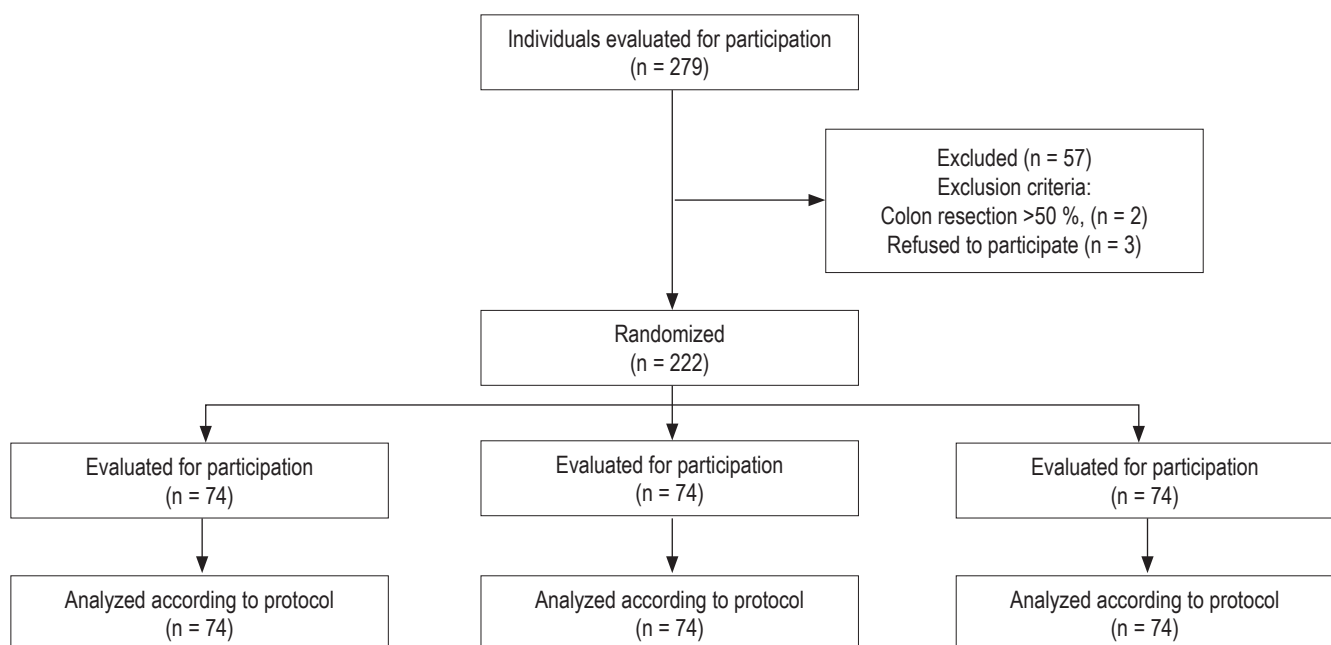 Individuals evaluated for participation
(n = 279)
Excluded (n = 57)
Exclusion criteria:
Colon resection >50 %, (n = 2)
Refused to participate (n = 3)
Randomized
(n = 222)
Evaluated for participation
(n = 74)
Evaluated for participation
(n = 74)
Evaluated for participation
(n = 74)
Analyzed according to protocol
(n = 74)
Analyzed according to protocol
(n = 74)
Analyzed according to protocol
(n = 74)